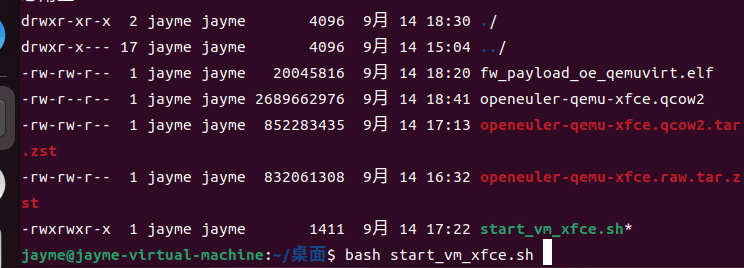 drwxr-xr-x  2 jayme jayme       4096  9月  14 18:30 ./
drwxr-x--- 17 jayme jayme       4096  9月  14 15:04 ../
-rw-rw-r--  1 jayme jayme   20045816  9月  14 18:20 fw_payload_oe_qemuvirt.elf
-rw-r--r--  1 jayme jayme 2689662976  9月  14 18:41 openeuler-qemu-xfce.qcow2
-rw-rw-r--  1 jayme jayme  852283435  9月  14 17:13 openeuler-qemu-xfce.qcow2.tar
.zst
-rw-rw-r--  1 jayme jayme  832061308  9月  14 16:32 openeuler-qemu-xfce.raw.tar.z
st
-rwxrwxr-x  1 jayme jayme       1411  9月  14 17:22 start_vm_xfce.sh*
jayme@jayme-virtual-machine:~/桌面$ bash start_vm_xfce.sh